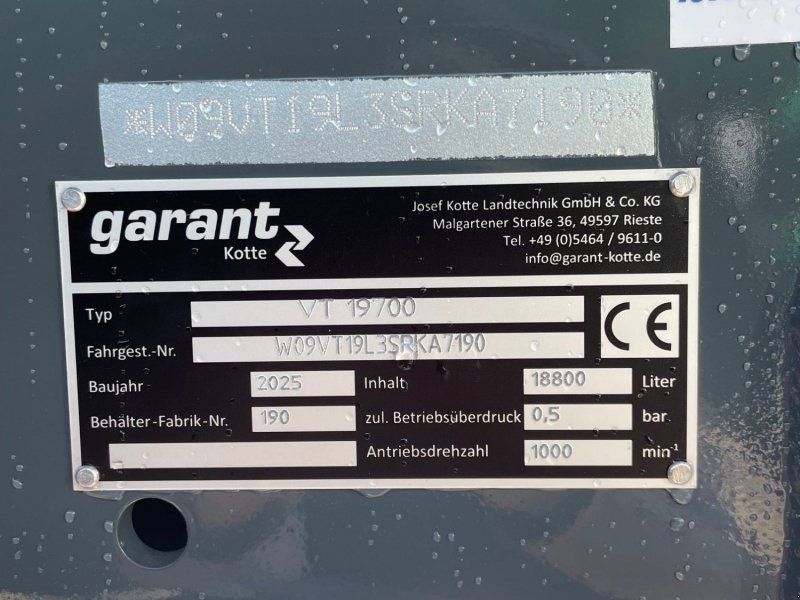 *W09VT19L3SRKA7190*
garant
Kotte
Josef Kotte Landtechnik GmbH & Co. KG
Malgartener Straße 36, 49597 Rieste
Tel. +49 (0)5464 / 9611-0
info@garant-kotte.de
Typ VT 19700 CE
Fahrgest.-Nr. W09VT19L3SRKA7190
Baujahr 2025 Inhalt 18800 Liter
Behälter-Fabrik-Nr. 190 zul. Betriebsüberdruck 0,5 bar
Antriebsdrehzahl 1000 min⁻¹